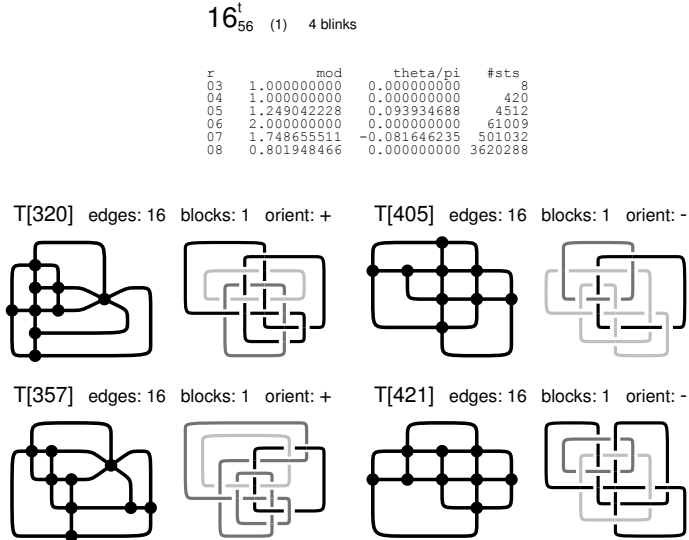 16^t_56 (1) 4 blinks
r mod theta/pi #sts
03 1.000000000 0.000000000 8
04 1.000000000 0.000000000 420
05 1.249042228 0.093934688 4512
06 2.000000000 0.000000000 61009
07 1.748655511 -0.081646235 501032
08 0.801948466 0.000000000 3620288
T[320] edges: 16 blocks: 1 orient: + T[405] edges: 16 blocks: 1 orient: -
T[357] edges: 16 blocks: 1 orient: + T[421] edges: 16 blocks: 1 orient: -